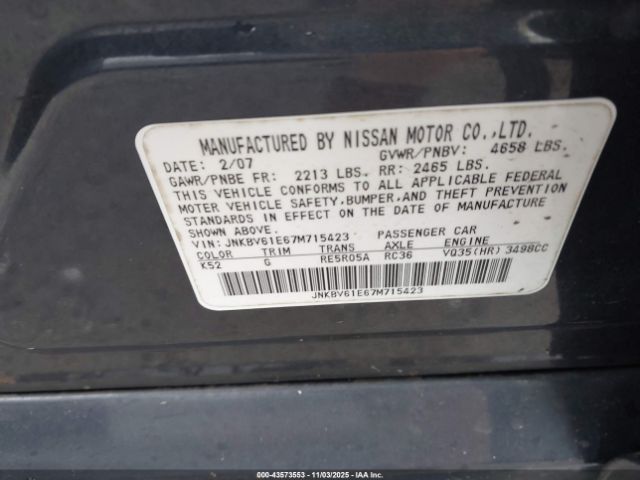 MANUFACTURED BY NISSAN MOTOR CO.,LTD.
DATE: 2/07 GVWR/PNBV: 4658 LBS.
GAWR/PNBE FR: 2213 LBS. RR: 2465 LBS.
THIS VEHICLE CONFORMS TO ALL APPLICABLE FEDERAL
MOTER VEHICLE SAFETY,BUMPER,AND THEFT PREVENTION
STANDARDS IN EFFECT ON THE DATE OF MANUFACTURE
SHOWN ABOVE.
VIN: JNKBV61E67M715423 PASSENGER CAR
COLOR TRIM TRANS AXLE ENGINE
K52 G RE5R05A RC36 VQ35(HR) 3498CC
JNKBV61E67M715423
000-43573553 - 11/03/2025 - IAAI.com